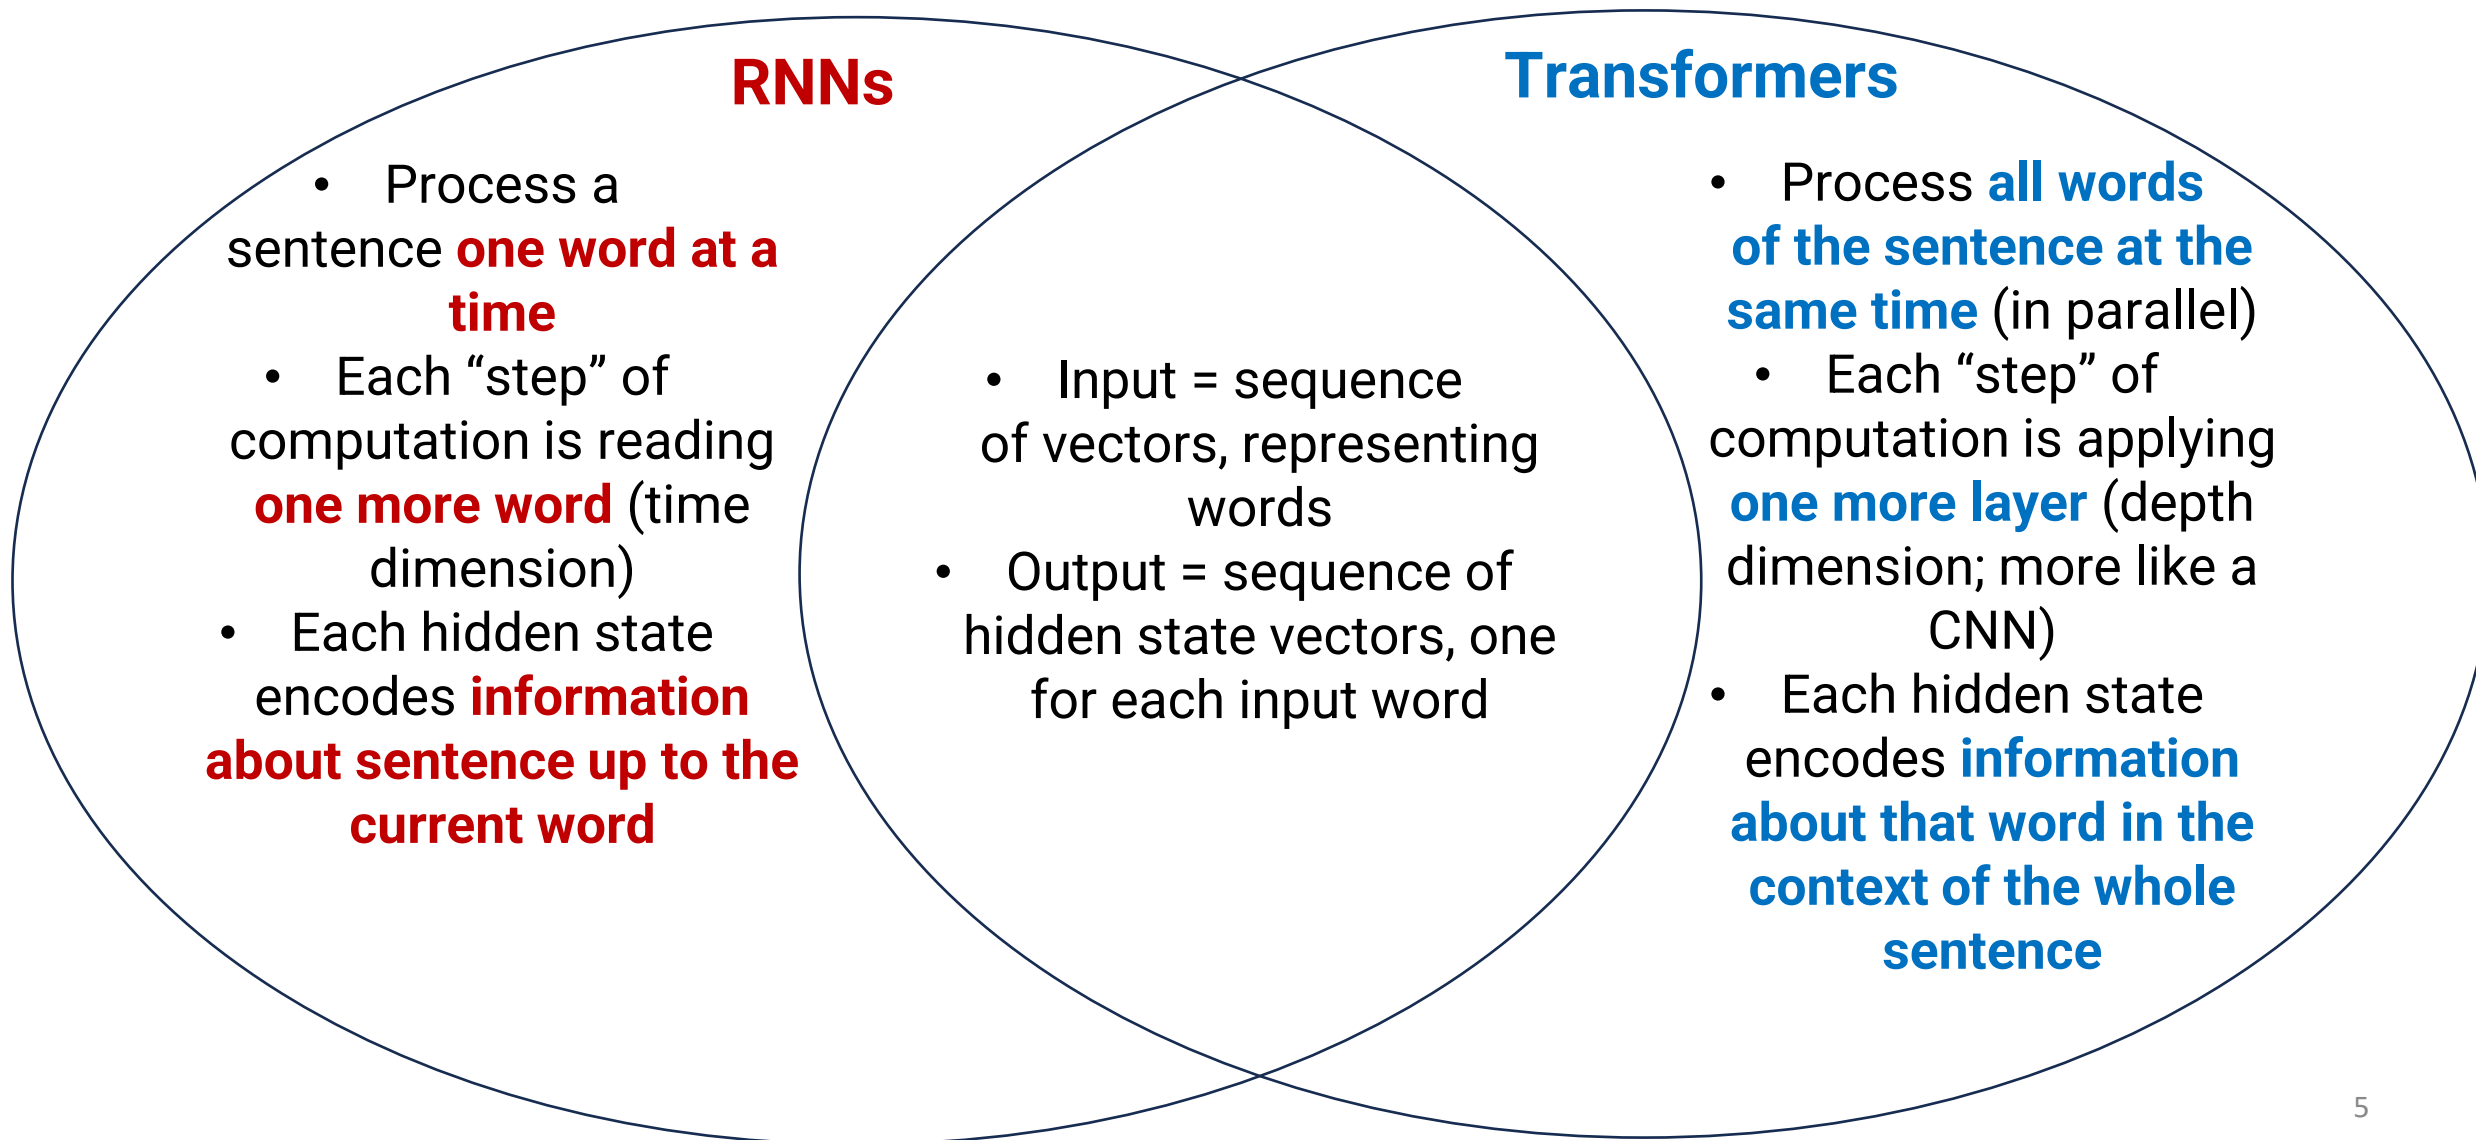 RNNs
• Process a
sentence one word at a
time
• Each “step” of
computation is reading
one more word (time
dimension)
• Each hidden state
encodes information
about sentence up to the
current word
• Input = sequence
of vectors, representing
words
• Output = sequence of
hidden state vectors, one
for each input word
Transformers
• Process all words
of the sentence at the
same time (in parallel)
• Each “step” of
computation is applying
one more layer (depth
dimension; more like a
CNN)
• Each hidden state
encodes information
about that word in the
context of the whole
sentence
5